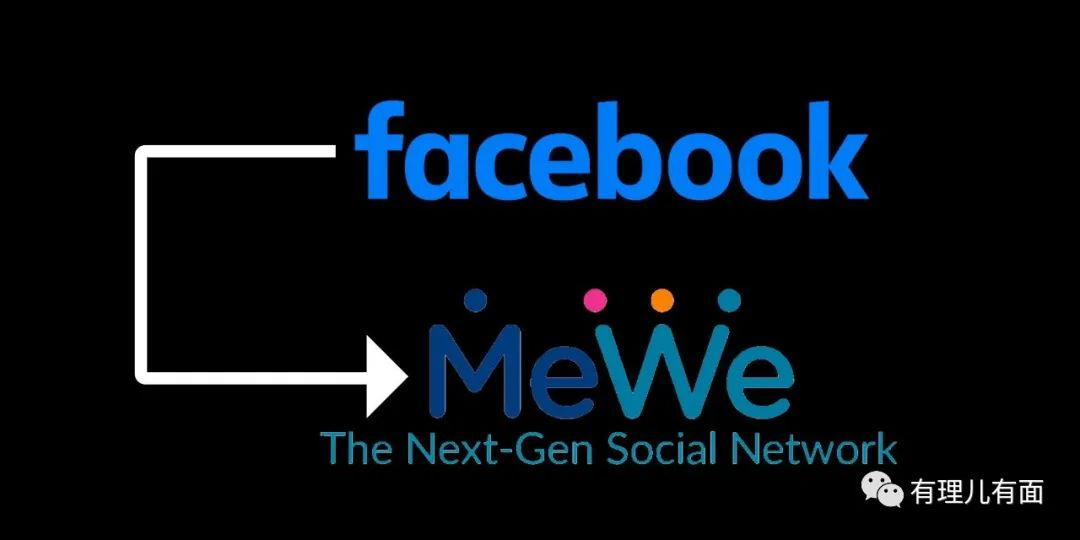 facebook
MeWe
The Next-Gen Social Network
有理儿有面